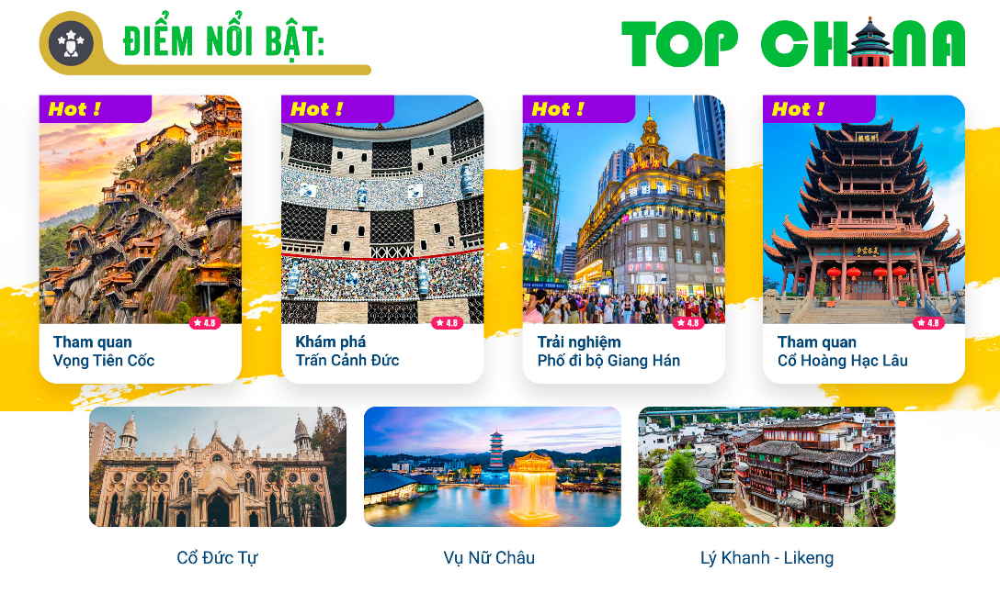 ĐIỂM NỔI BẬT:
TOP CHINA
Hot !
Hot !
Hot !
Hot !
4.8
4.8
4.8
4.8
Tham quan
Vọng Tiên Cốc
Khám phá
Trấn Cảnh Đức
Trải nghiệm
Phố đi bộ Giang Hán
Tham quan
Cổ Hoàng Hạc Lâu
Cổ Đức Tự
Vụ Nữ Châu
Lý Khanh - Likeng